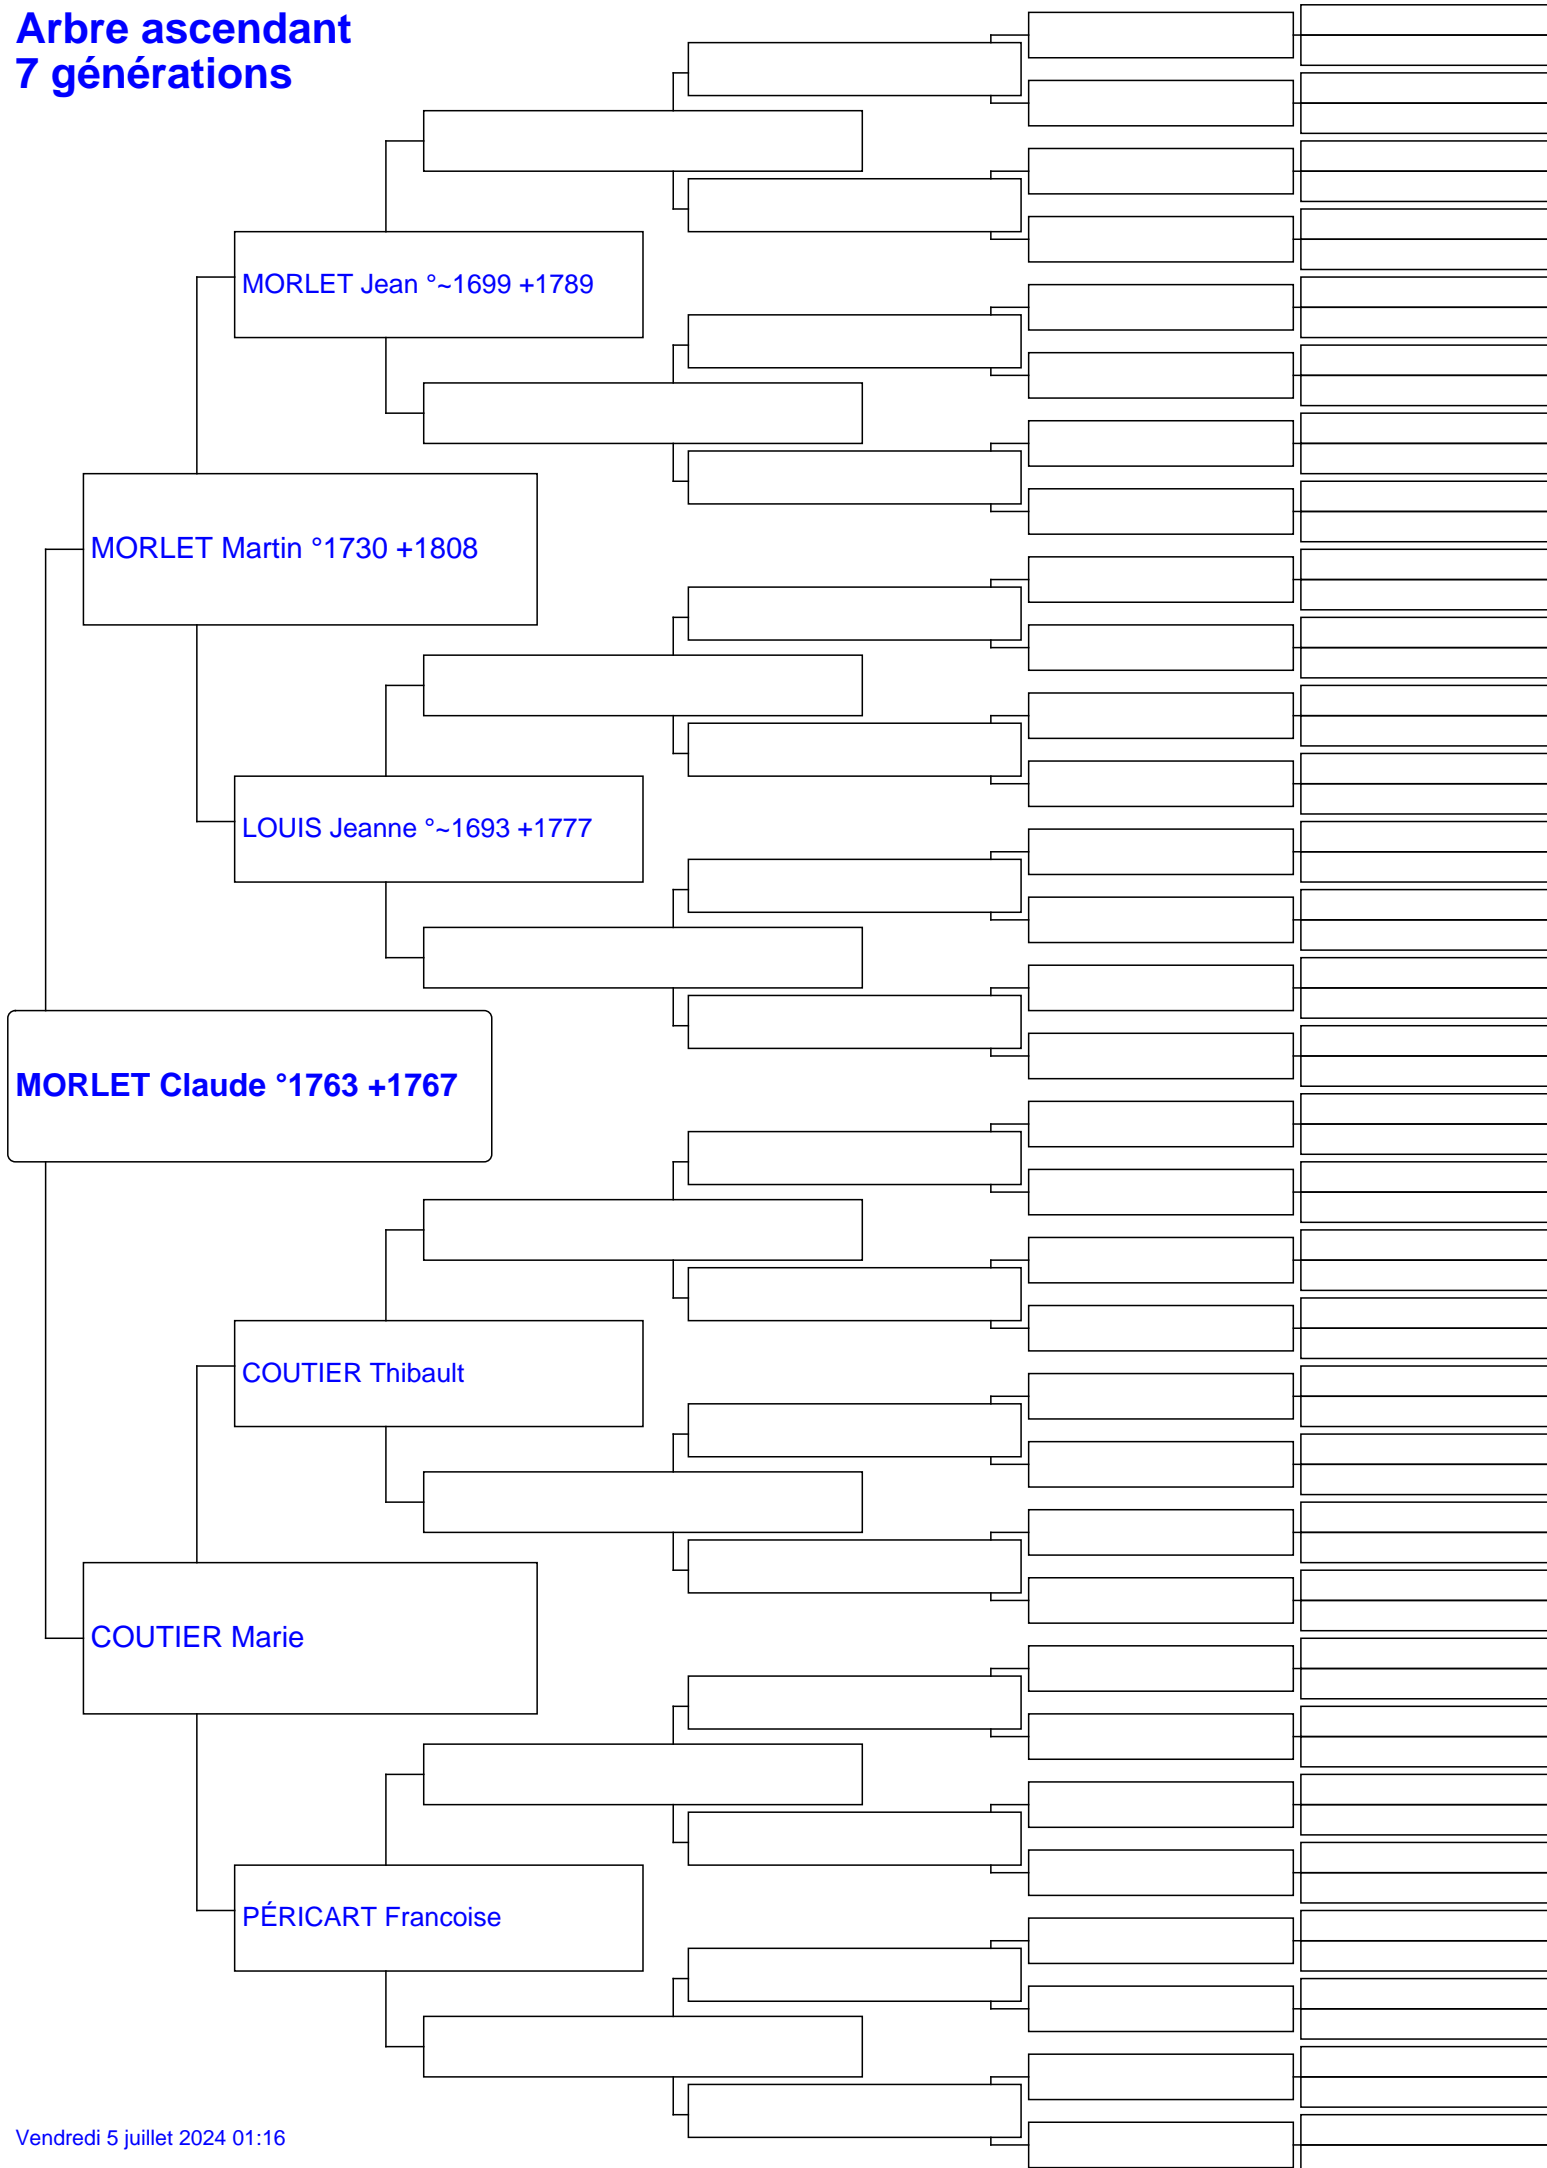 Arbre ascendant
7 générations
MORLET Jean °~1699 +1789
MORLET Martin °1730 +1808
LOUIS Jeanne °~1693 +1777
MORLET Claude °1763 +1767
COUTIER Thibault
COUTIER Marie
PÉRICART Francoise
Vendredi 5 juillet 2024 01:16